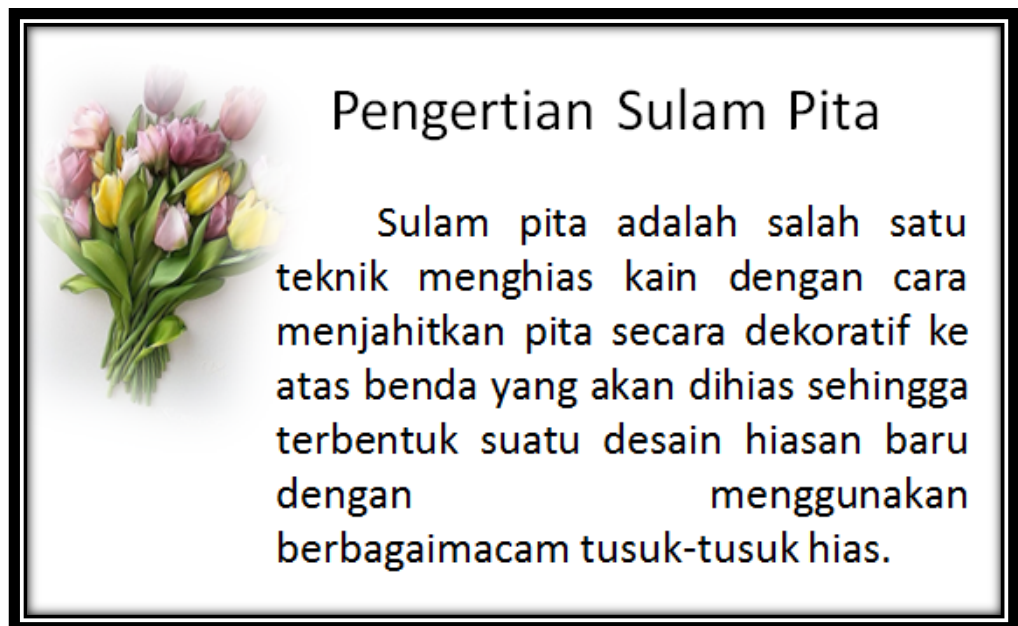 Pengertian Sulam Pita
Sulam pita adalah salah satu
teknik menghias kain dengan cara
menjahitkan pita secara dekoratif ke
atas benda yang akan dihias sehingga
terbentuk suatu desain hiasan baru
dengan menggunakan
berbagaimacam tusuk-tusuk hias.